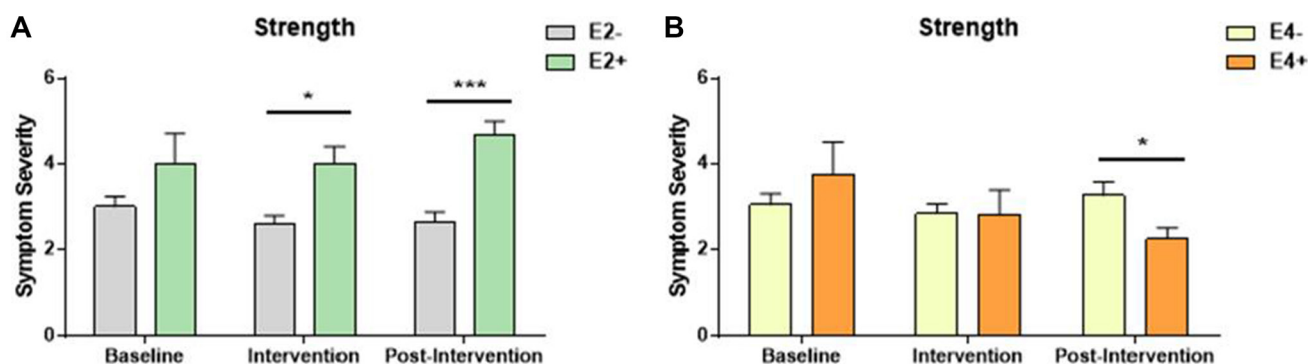 A
Strength
E2-
E2+
Symptom Severity
6
4
2
0
*
***
Baseline Intervention Post-Intervention
B
Strength
E4-
E4+
Symptom Severity
6
4
2
0
*
Baseline Intervention Post-Intervention